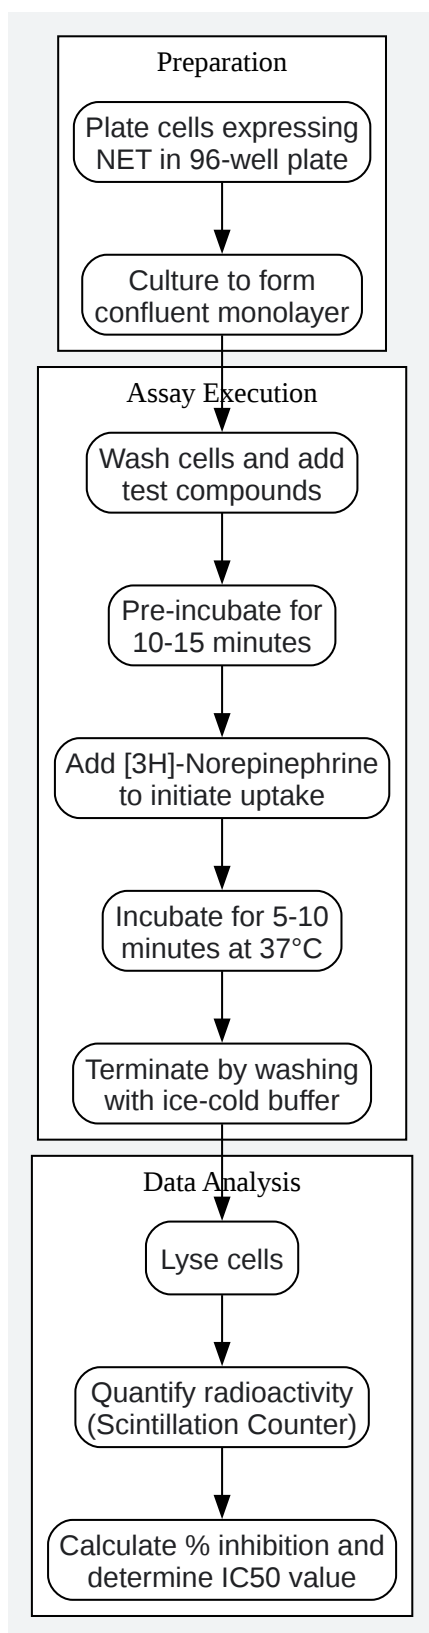 Preparation
Plate cells expressing
NET in 96-well plate
Culture to form
confluent monolayer
Assay Execution
Wash cells and add
test compounds
Pre-incubate for
10-15 minutes
Add [3H]-Norepinephrine
to initiate uptake
Incubate for 5-10
minutes at 37°C
Terminate by washing
with ice-cold buffer
Data Analysis
Lyse cells
Quantify radioactivity
(Scintillation Counter)
Calculate % inhibition and
determine IC50 value